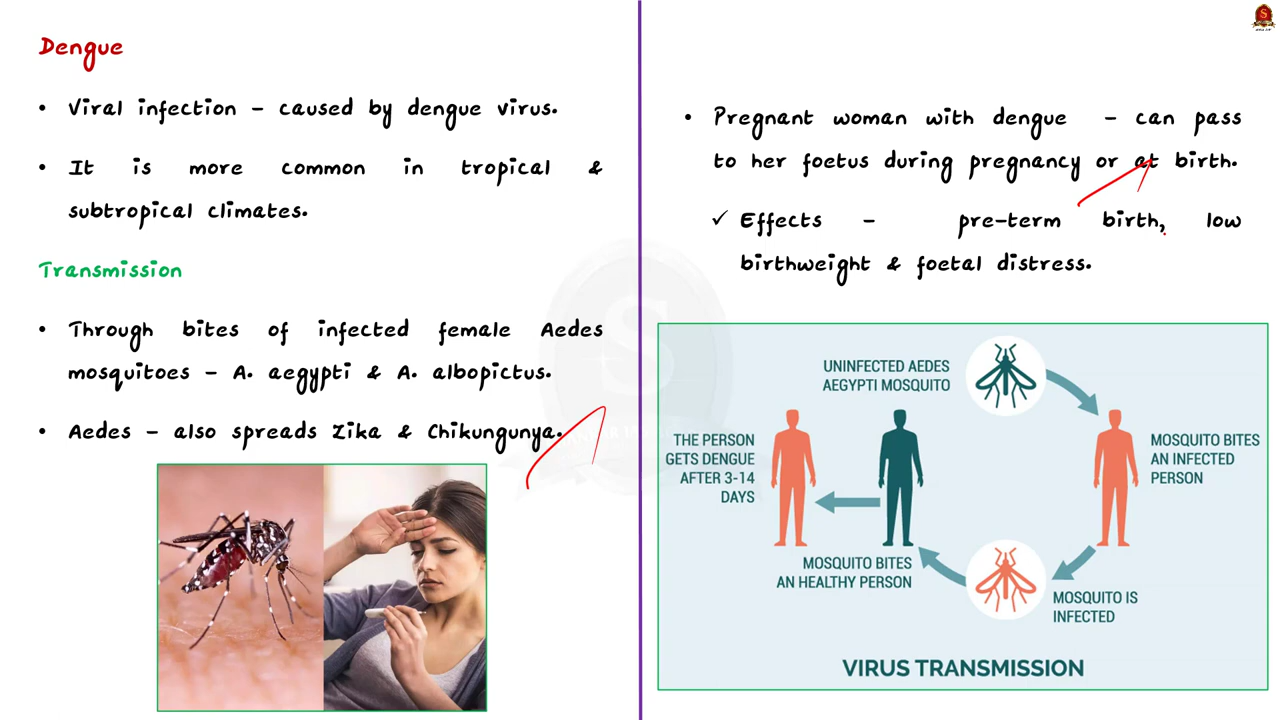 Dengue
• Viral infection – caused by dengue virus.
• It is more common in tropical &
subtropical climates.
Transmission
• Through bites of infected female Aedes
mosquitoes – A. aegypti & A. albopictus.
• Aedes – also spreads Zika & Chikungunya.
• Pregnant woman with dengue – can pass
to her foetus during pregnancy or at birth.
✓ Effects – pre-term birth, low
birthweight & foetal distress.
UNINFECTED AEDES
AEGYPTI MOSQUITO
MOSQUITO BITES
AN INFECTED
PERSON
MOSQUITO IS
INFECTED
MOSQUITO BITES
AN HEALTHY PERSON
THE PERSON
GETS DENGUE
AFTER 3-14
DAYS
VIRUS TRANSMISSION